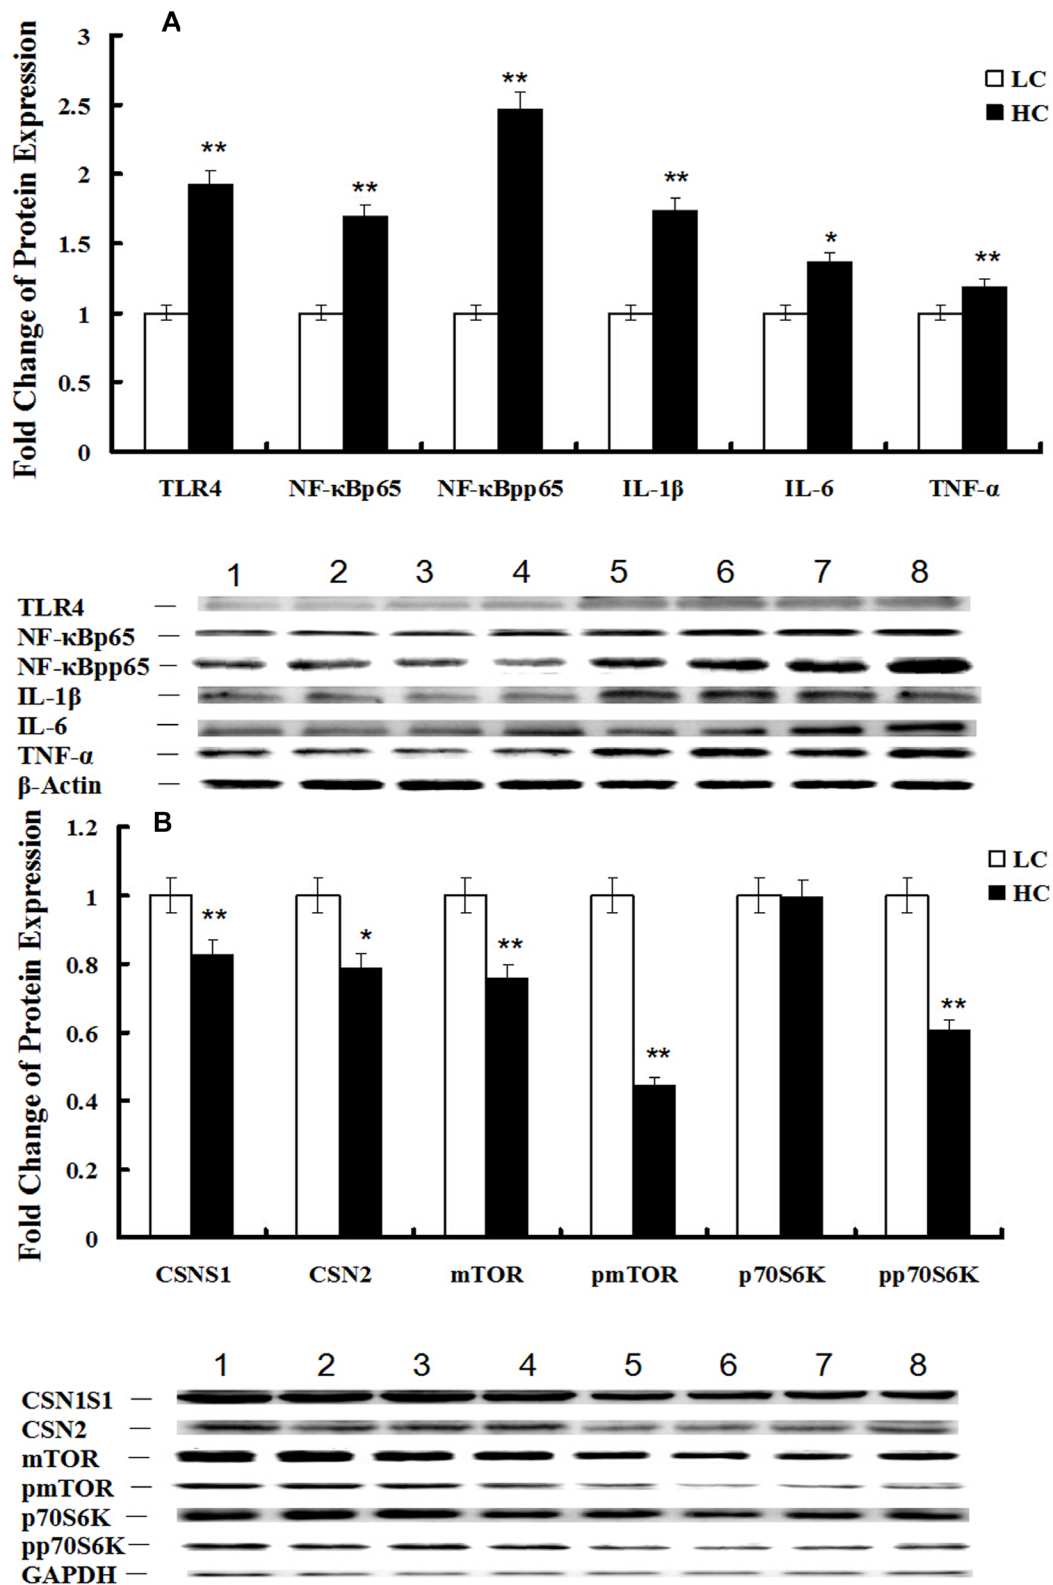 A
3
2.5
2
1.5
1
0.5
0
Fold Change of Protein Expression
LC
HC
** ** ** ** * **
TLR4 NF-κBp65 NF-κBpp65 IL-1β IL-6 TNF-α
1 2 3 4 5 6 7 8
TLR4
NF-κBp65
NF-κBpp65
IL-1β
IL-6
TNF-α
β-Actin
B
1.2
1
0.8
0.6
0.4
0.2
0
Fold Change of Protein Expression
LC
HC
** * ** ** **
CSNS1 CSN2 mTOR pmTOR p70S6K pp70S6K
1 2 3 4 5 6 7 8
CSN1S1
CSN2
mTOR
pmTOR
p70S6K
pp70S6K
GAPDH